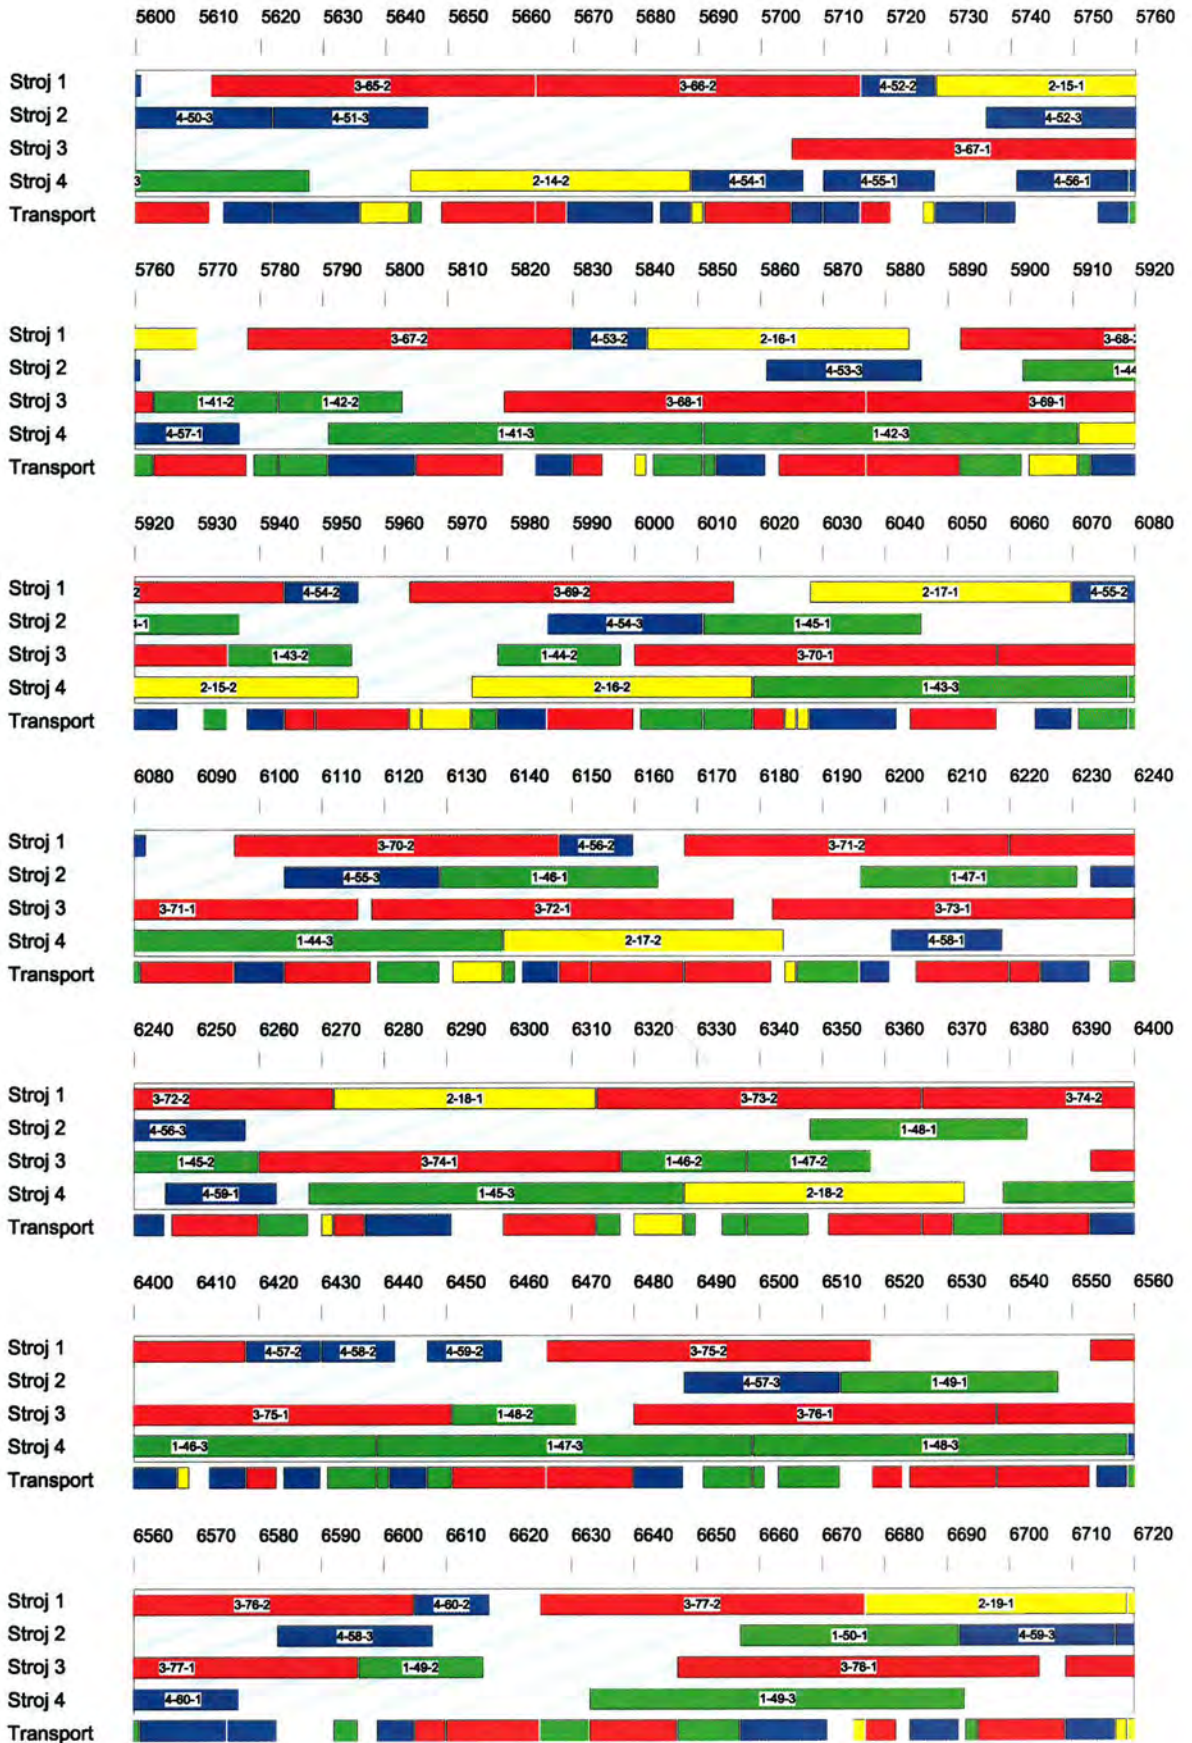 5600 5610 5620 5630 5640 5650 5660 5670 5680 5690 5700 5710 5720 5730 5740 5750 5760
Stroj 1 3-65-2 3-66-2 4-52-2 2-15-1
Stroj 2 4-50-3 4-51-3 4-52-3
Stroj 3 3-67-1
Stroj 4 3 2-14-2 4-54-1 4-55-1 4-56-1
Transport
5760 5770 5780 5790 5800 5810 5820 5830 5840 5850 5860 5870 5880 5890 5900 5910 5920
Stroj 1 3-67-2 4-53-2 2-16-1 3-68-2
Stroj 2 4-53-3 1-44
Stroj 3 1-41-2 1-42-2 3-68-1 3-69-1
Stroj 4 4-57-1 1-41-3 1-42-3
Transport
5920 5930 5940 5950 5960 5970 5980 5990 6000 6010 6020 6030 6040 6050 6060 6070 6080
Stroj 1 2 4-54-2 3-69-2 2-17-1 4-55-2
Stroj 2 4-1 4-54-3 1-45-1
Stroj 3 1-43-2 1-44-2 3-70-1
Stroj 4 2-15-2 2-16-2 1-43-3
Transport
6080 6090 6100 6110 6120 6130 6140 6150 6160 6170 6180 6190 6200 6210 6220 6230 6240
Stroj 1 3-70-2 4-56-2 3-71-2
Stroj 2 4-55-3 1-46-1 1-47-1
Stroj 3 3-71-1 3-72-1 3-73-1
Stroj 4 1-44-3 2-17-2 4-58-1
Transport
6240 6250 6260 6270 6280 6290 6300 6310 6320 6330 6340 6350 6360 6370 6380 6390 6400
Stroj 1 3-72-2 2-18-1 3-73-2 3-74-2
Stroj 2 4-56-3 1-48-1
Stroj 3 1-45-2 3-74-1 1-46-2 1-47-2
Stroj 4 4-59-1 1-45-3 2-18-2
Transport
6400 6410 6420 6430 6440 6450 6460 6470 6480 6490 6500 6510 6520 6530 6540 6550 6560
Stroj 1 4-57-2 4-58-2 4-59-2 3-75-2
Stroj 2 4-57-3 1-49-1
Stroj 3 3-75-1 1-48-2 3-76-1
Stroj 4 1-46-3 1-47-3 1-48-3
Transport
6560 6570 6580 6590 6600 6610 6620 6630 6640 6650 6660 6670 6680 6690 6700 6710 6720
Stroj 1 3-76-2 4-60-2 3-77-2 2-19-1
Stroj 2 4-58-3 1-50-1 4-59-3
Stroj 3 3-77-1 1-49-2 3-78-1
Stroj 4 4-60-1 1-49-3
Transport